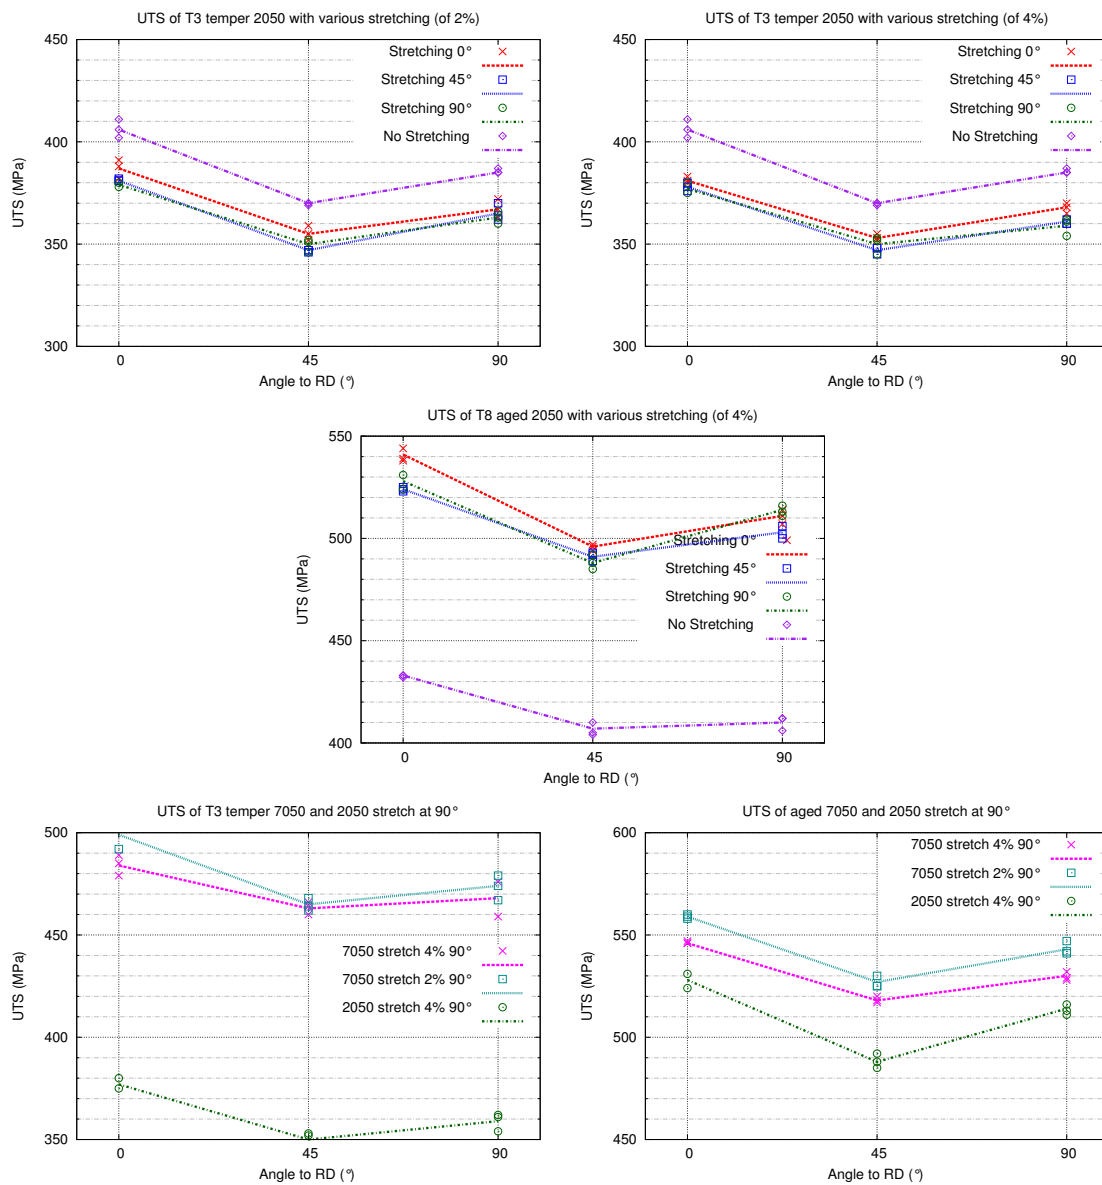 UTS of T3 temper 2050 with various stretching (of 2%)
450
400
350
300
0
45
90
UTS (MPa)
Angle to RD (°)
Stretching 0°
Stretching 45°
Stretching 90°
No Stretching
UTS of T3 temper 2050 with various stretching (of 4%)
450
400
350
300
0
45
90
UTS (MPa)
Angle to RD (°)
Stretching 0°
Stretching 45°
Stretching 90°
No Stretching
UTS of T8 aged 2050 with various stretching (of 4%)
550
500
450
400
0
45
90
UTS (MPa)
Angle to RD (°)
Stretching 0°
Stretching 45°
Stretching 90°
No Stretching
UTS of T3 temper 7050 and 2050 stretch at 90°
500
450
400
350
0
45
90
UTS (MPa)
Angle to RD (°)
7050 stretch 4% 90°
7050 stretch 2% 90°
2050 stretch 4% 90°
UTS of aged 7050 and 2050 stretch at 90°
600
550
500
450
0
45
90
UTS (MPa)
Angle to RD (°)
7050 stretch 4% 90°
7050 stretch 2% 90°
2050 stretch 4% 90°